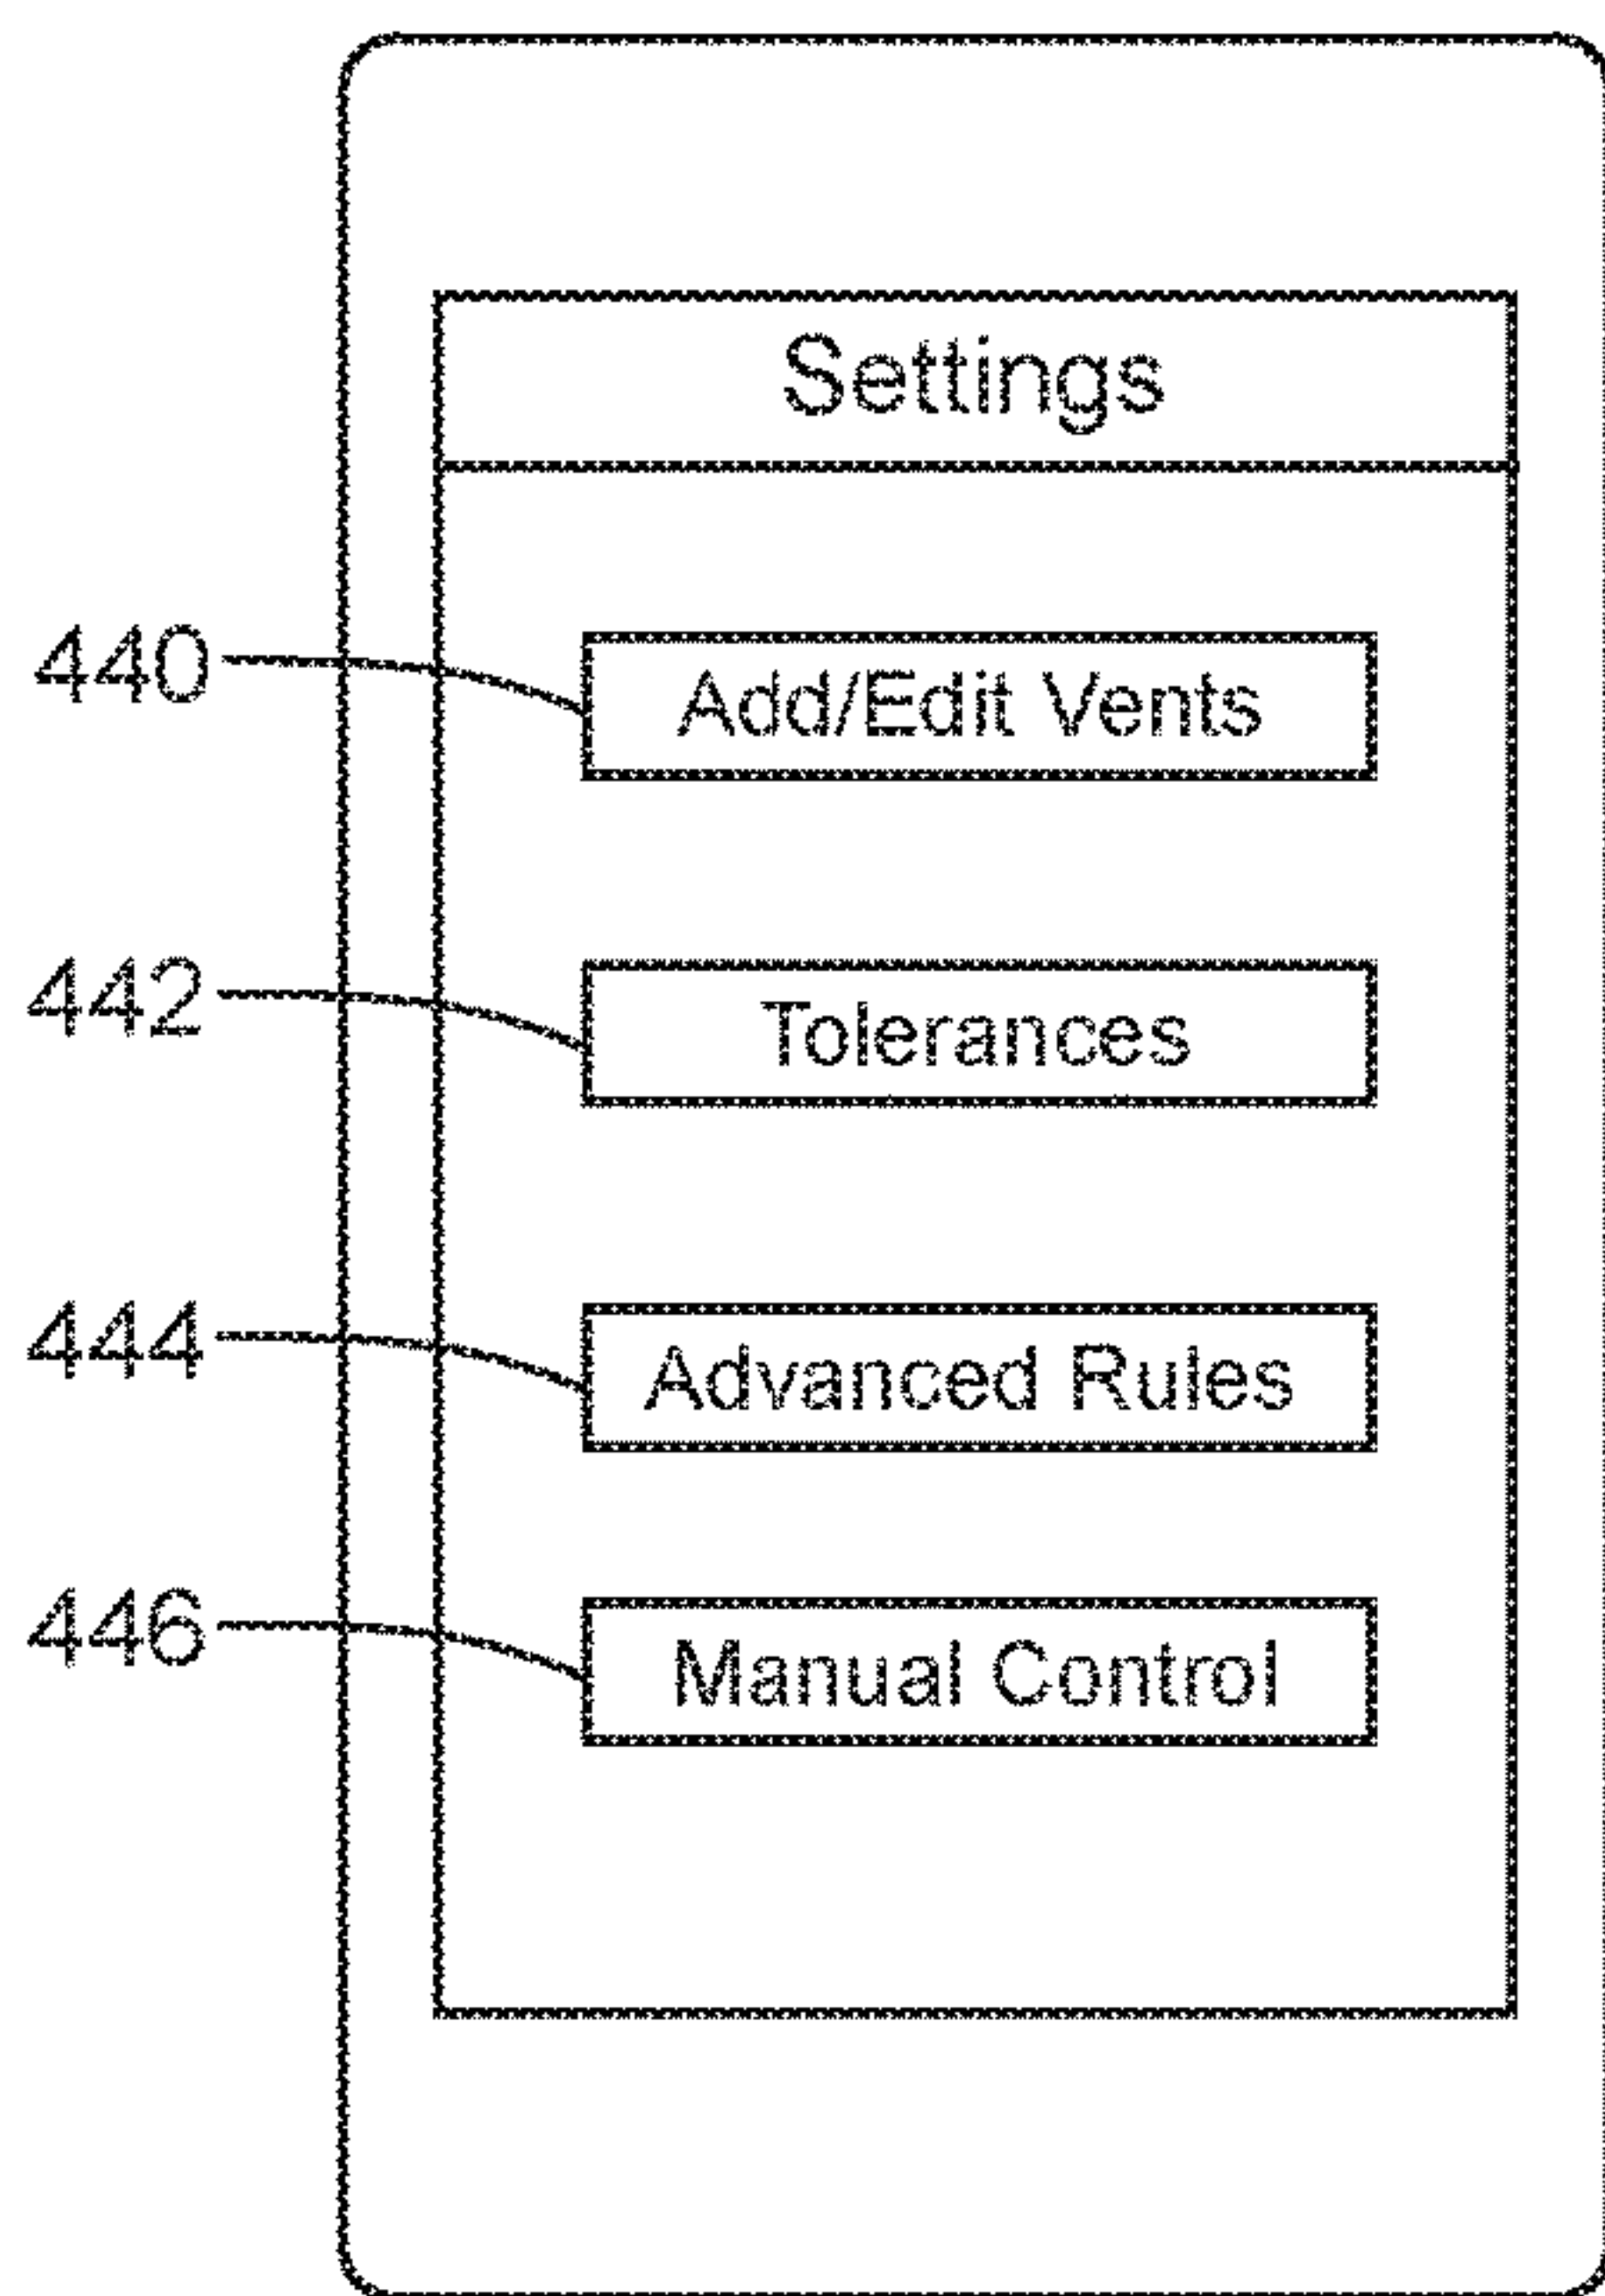 Settings
440 Add/Edit Vents
442 Tolerances
444 Advanced Rules
446 Manual Control